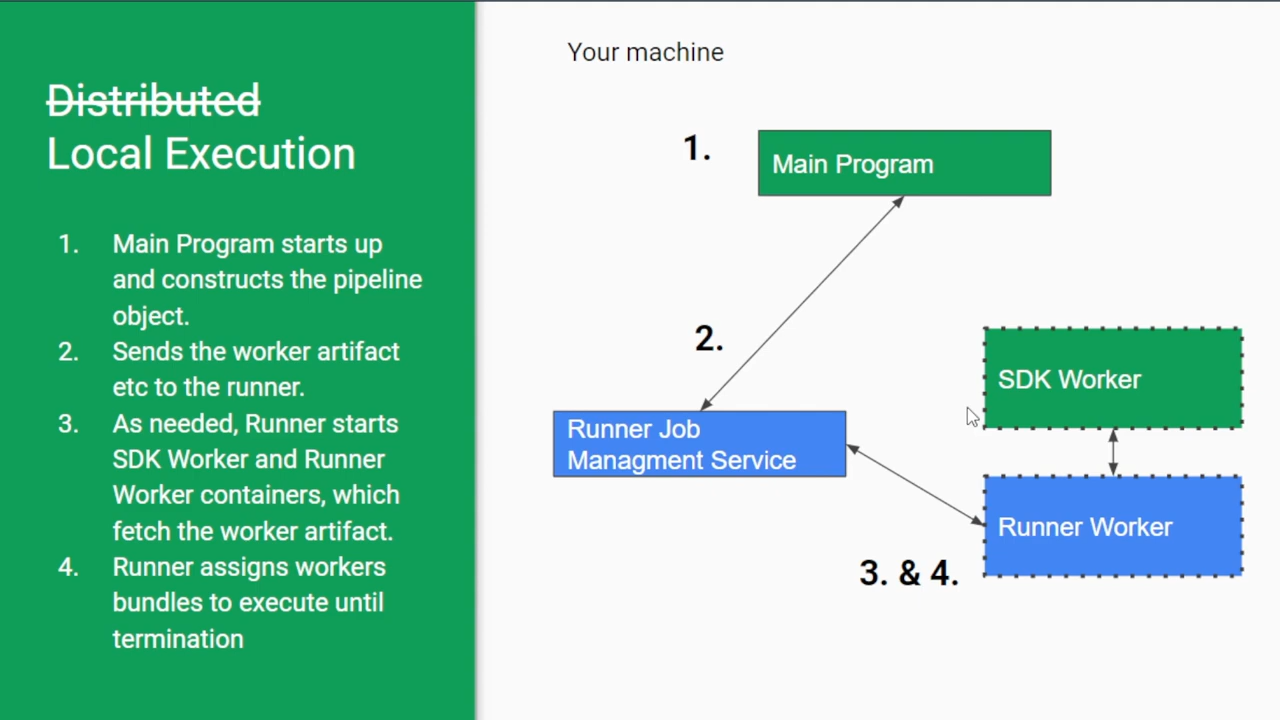 Distributed
Local Execution
1. Main Program starts up
and constructs the pipeline
object.
2. Sends the worker artifact
etc to the runner.
3. As needed, Runner starts
SDK Worker and Runner
Worker containers, which
fetch the worker artifact.
4. Runner assigns workers
bundles to execute until
termination
Your machine
1.
Main Program
2.
SDK Worker
Runner Job
Managment Service
Runner Worker
3. & 4.